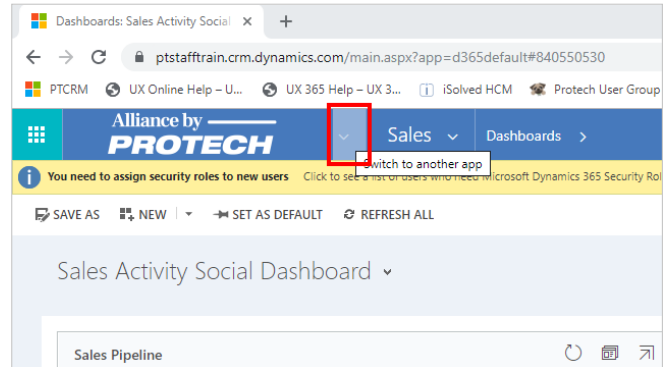 Dashboards: Sales Activity Social
ptstafftrain.crm.dynamics.com/main.aspx?app=d365default#840550530
PTCRM UX Online Help – U... UX 365 Help – UX 3... iSolved HCM Protech User Group
Alliance by
PROTECH Sales Dashboards
Switch to another app
You need to assign security roles to new users Click to see a list of users who need Microsoft Dynamics 365 Security Rol
SAVE AS NEW SET AS DEFAULT REFRESH ALL
Sales Activity Social Dashboard
Sales Pipeline